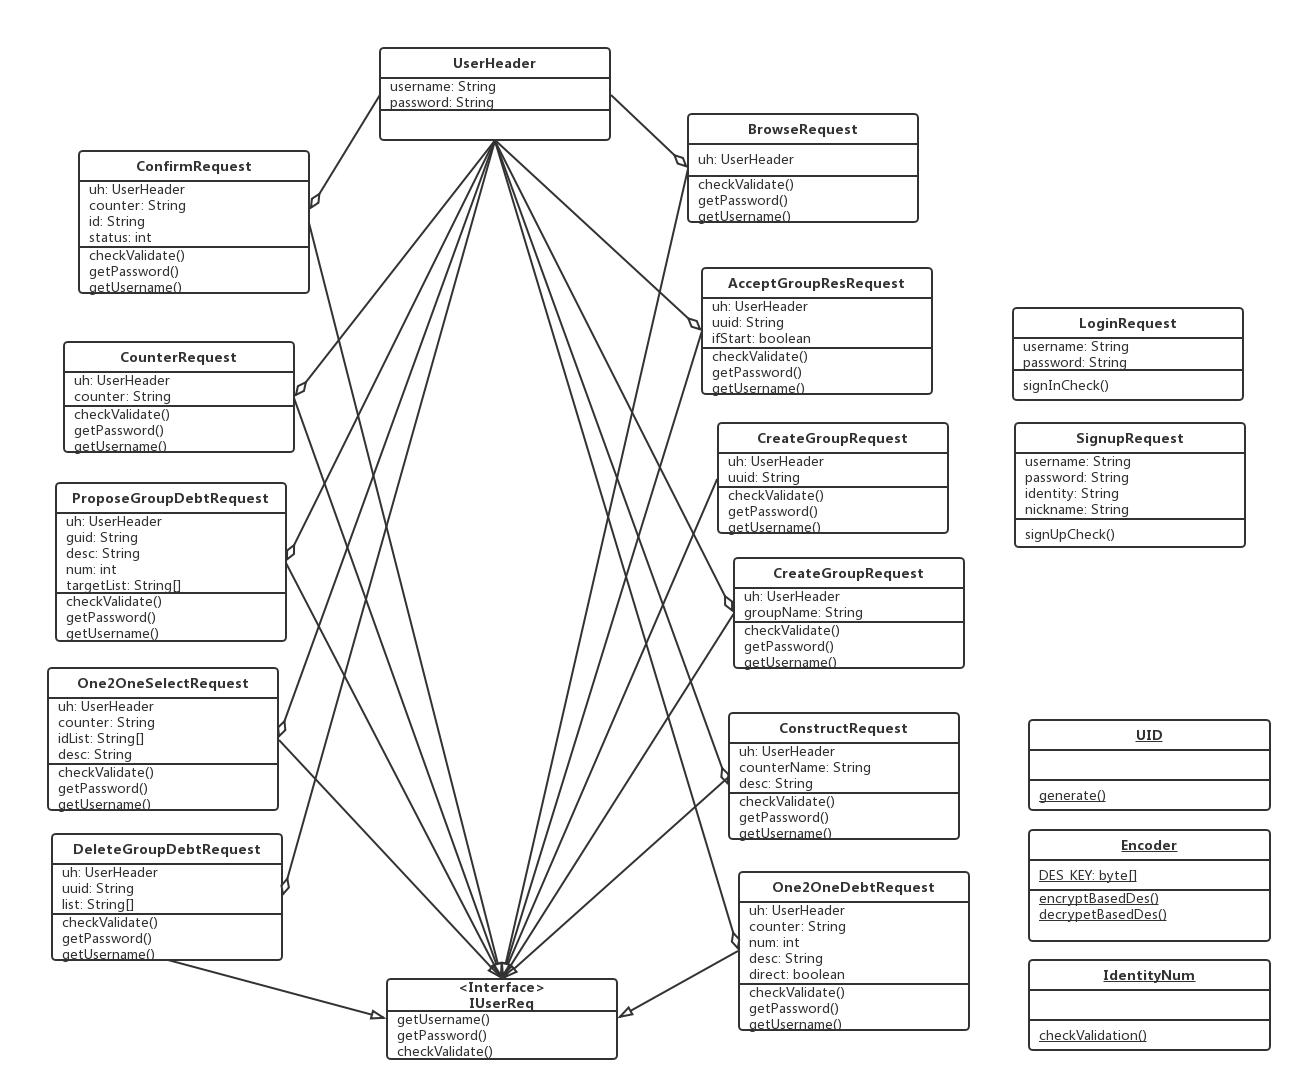 UserHeader
username: String
password: String
BrowseRequest
uh: UserHeader
checkValidate()
getPassword()
getUsername()
ConfirmRequest
uh: UserHeader
counter: String
id: String
status: int
checkValidate()
getPassword()
getUsername()
AcceptGroupResRequest
uh: UserHeader
uuid: String
ifStart: boolean
checkValidate()
getPassword()
getUsername()
LoginRequest
username: String
password: String
signInCheck()
CounterRequest
uh: UserHeader
counter: String
checkValidate()
getPassword()
getUsername()
CreateGroupRequest
uh: UserHeader
uuid: String
checkValidate()
getPassword()
getUsername()
SignupRequest
username: String
password: String
identity: String
nickname: String
signUpCheck()
ProposeGroupDebtRequest
uh: UserHeader
guid: String
desc: String
num: int
targetList: String[]
checkValidate()
getPassword()
getUsername()
CreateGroupRequest
uh: UserHeader
groupName: String
checkValidate()
getPassword()
getUsername()
One2OneSelectRequest
uh: UserHeader
counter: String
idList: String[]
desc: String
checkValidate()
getPassword()
getUsername()
ConstructRequest
uh: UserHeader
counterName: String
desc: String
checkValidate()
getPassword()
getUsername()
UID
generate()
DeleteGroupDebtRequest
uh: UserHeader
uuid: String
list: String[]
checkValidate()
getPassword()
getUsername()
Encoder
DES_KEY: byte[]
encryptBasedDes()
decrypetBasedDes()
One2OneDebtRequest
uh: UserHeader
counter: String
num: int
desc: String
direct: boolean
checkValidate()
getPassword()
getUsername()
<Interface>
IUserReq
getUsername()
getPassword()
checkValidate()
IdentityNum
checkValidation()